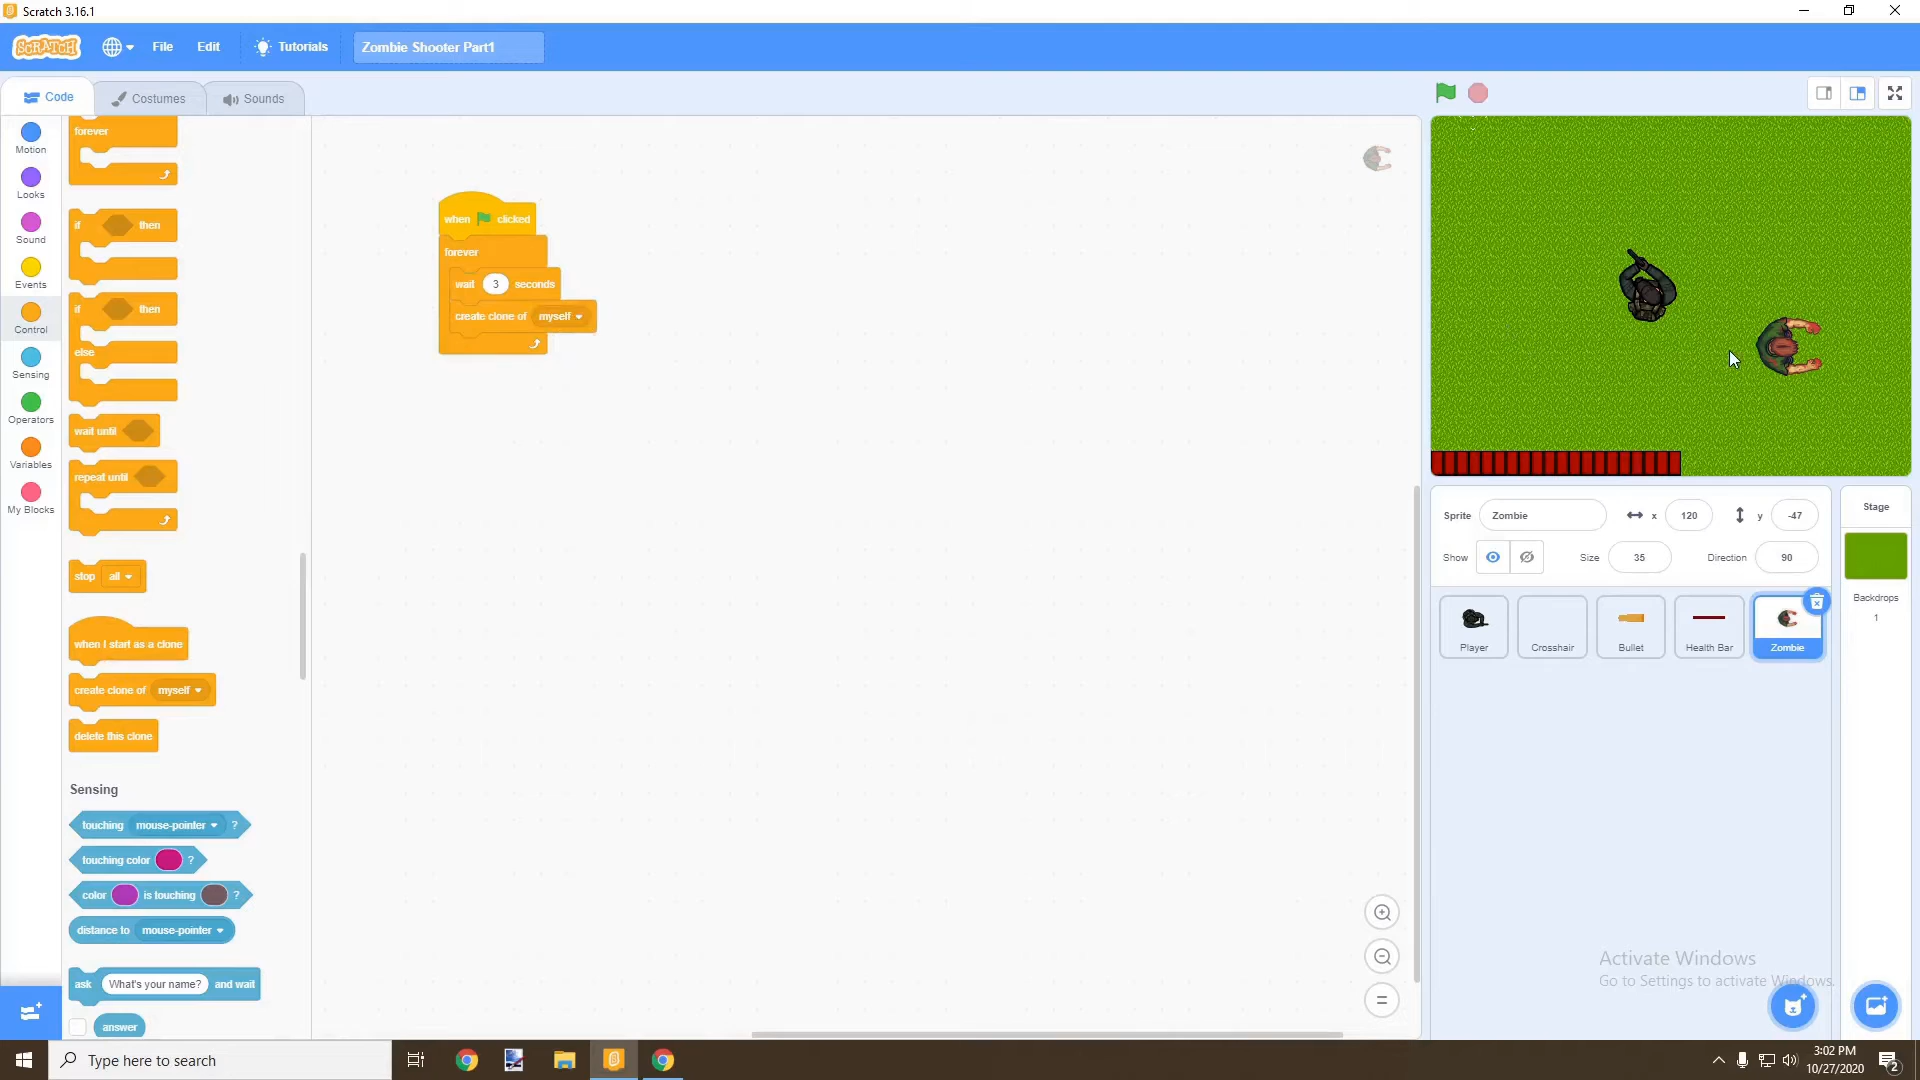 Scratch 3.16.1
SCRATCH
File
Edit
Tutorials
Zombie Shooter Part1
Code
Costumes
Sounds
Motion
Looks
Sound
Events
Control
Sensing
Operators
Variables
My Blocks
forever
if then
if then
else
wait until
repeat until
stop all
when I start as a clone
create clone of myself
delete this clone
Sensing
touching mouse-pointer ?
touching color ?
color is touching ?
distance to mouse-pointer
ask What's your name? and wait
answer
when clicked
forever
wait 3 seconds
create clone of myself
Sprite Zombie x 120 y -47
Show Size 35 Direction 90
Player
Crosshair
Bullet
Health Bar
Zombie
Stage
Backdrops
1
Activate Windows
Go to Settings to activate Windows.
Type here to search
3:02 PM
10/27/2020
2